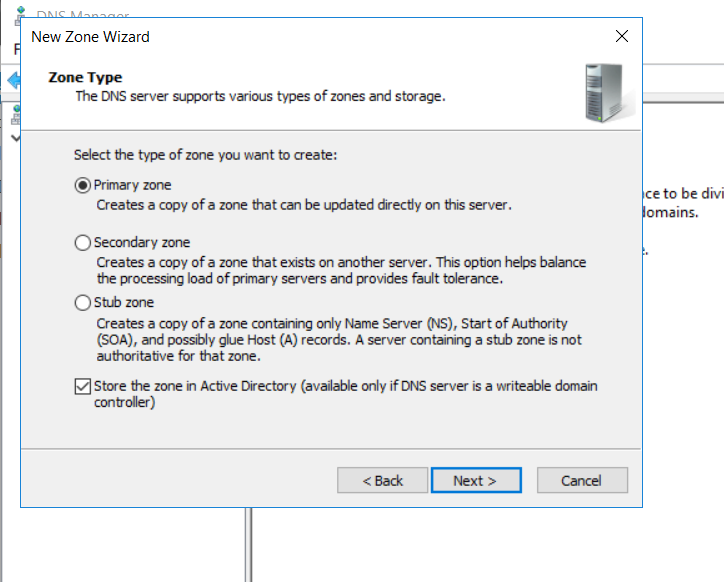 DNS Manager
New Zone Wizard
F
Zone Type
The DNS server supports various types of zones and storage.
Select the type of zone you want to create:
Primary zone
Creates a copy of a zone that can be updated directly on this server.
Secondary zone
Creates a copy of a zone that exists on another server. This option helps balance
the processing load of primary servers and provides fault tolerance.
Stub zone
Creates a copy of a zone containing only Name Server (NS), Start of Authority
(SOA), and possibly glue Host (A) records. A server containing a stub zone is not
authoritative for that zone.
Store the zone in Active Directory (available only if DNS server is a writeable domain
controller)
< Back
Next >
Cancel
ce to be divi
domains.